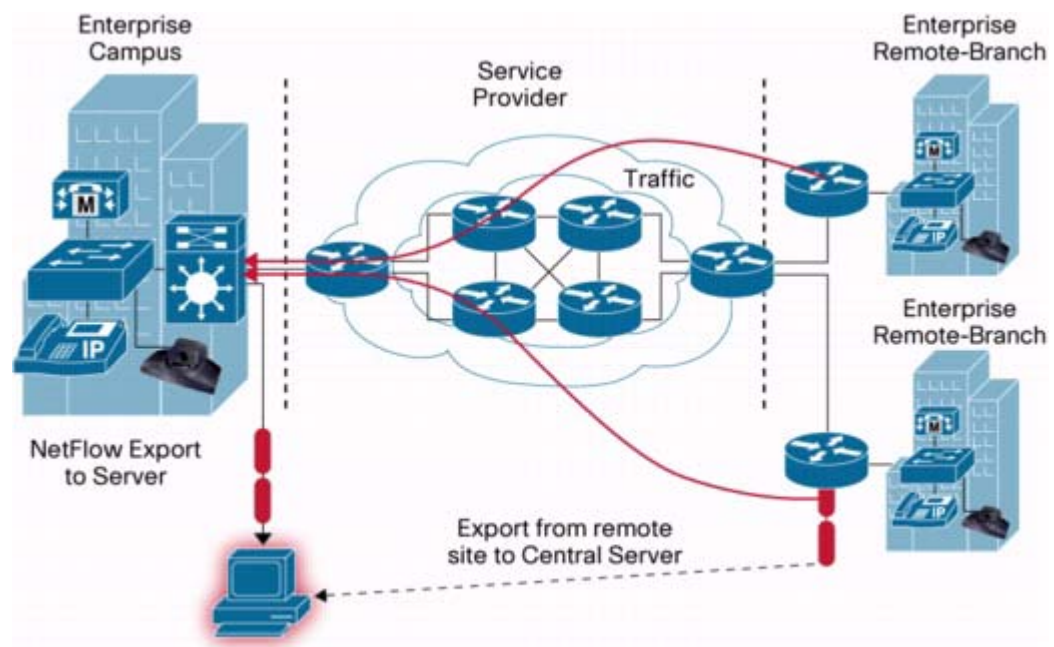 Enterprise
Campus
Service
Provider
Enterprise
Remote-Branch
Traffic
M
IP
M
IP
Enterprise
Remote-Branch
M
IP
NetFlow Export
to Server
Export from remote
site to Central Server